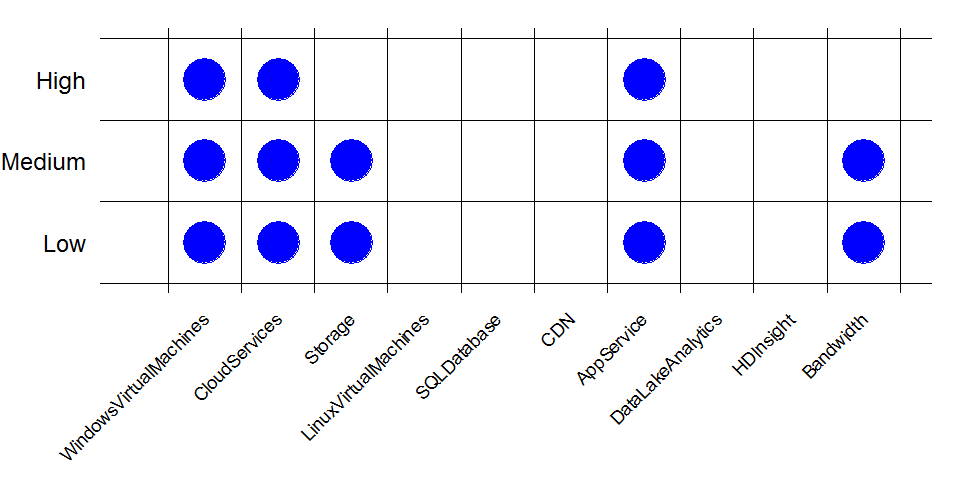 High
Medium
Low
WindowsVirtualMachines
CloudServices
Storage
LinuxVirtualMachines
SQLDatabase
CDN
AppService
DataLakeAnalytics
HDInsight
Bandwidth